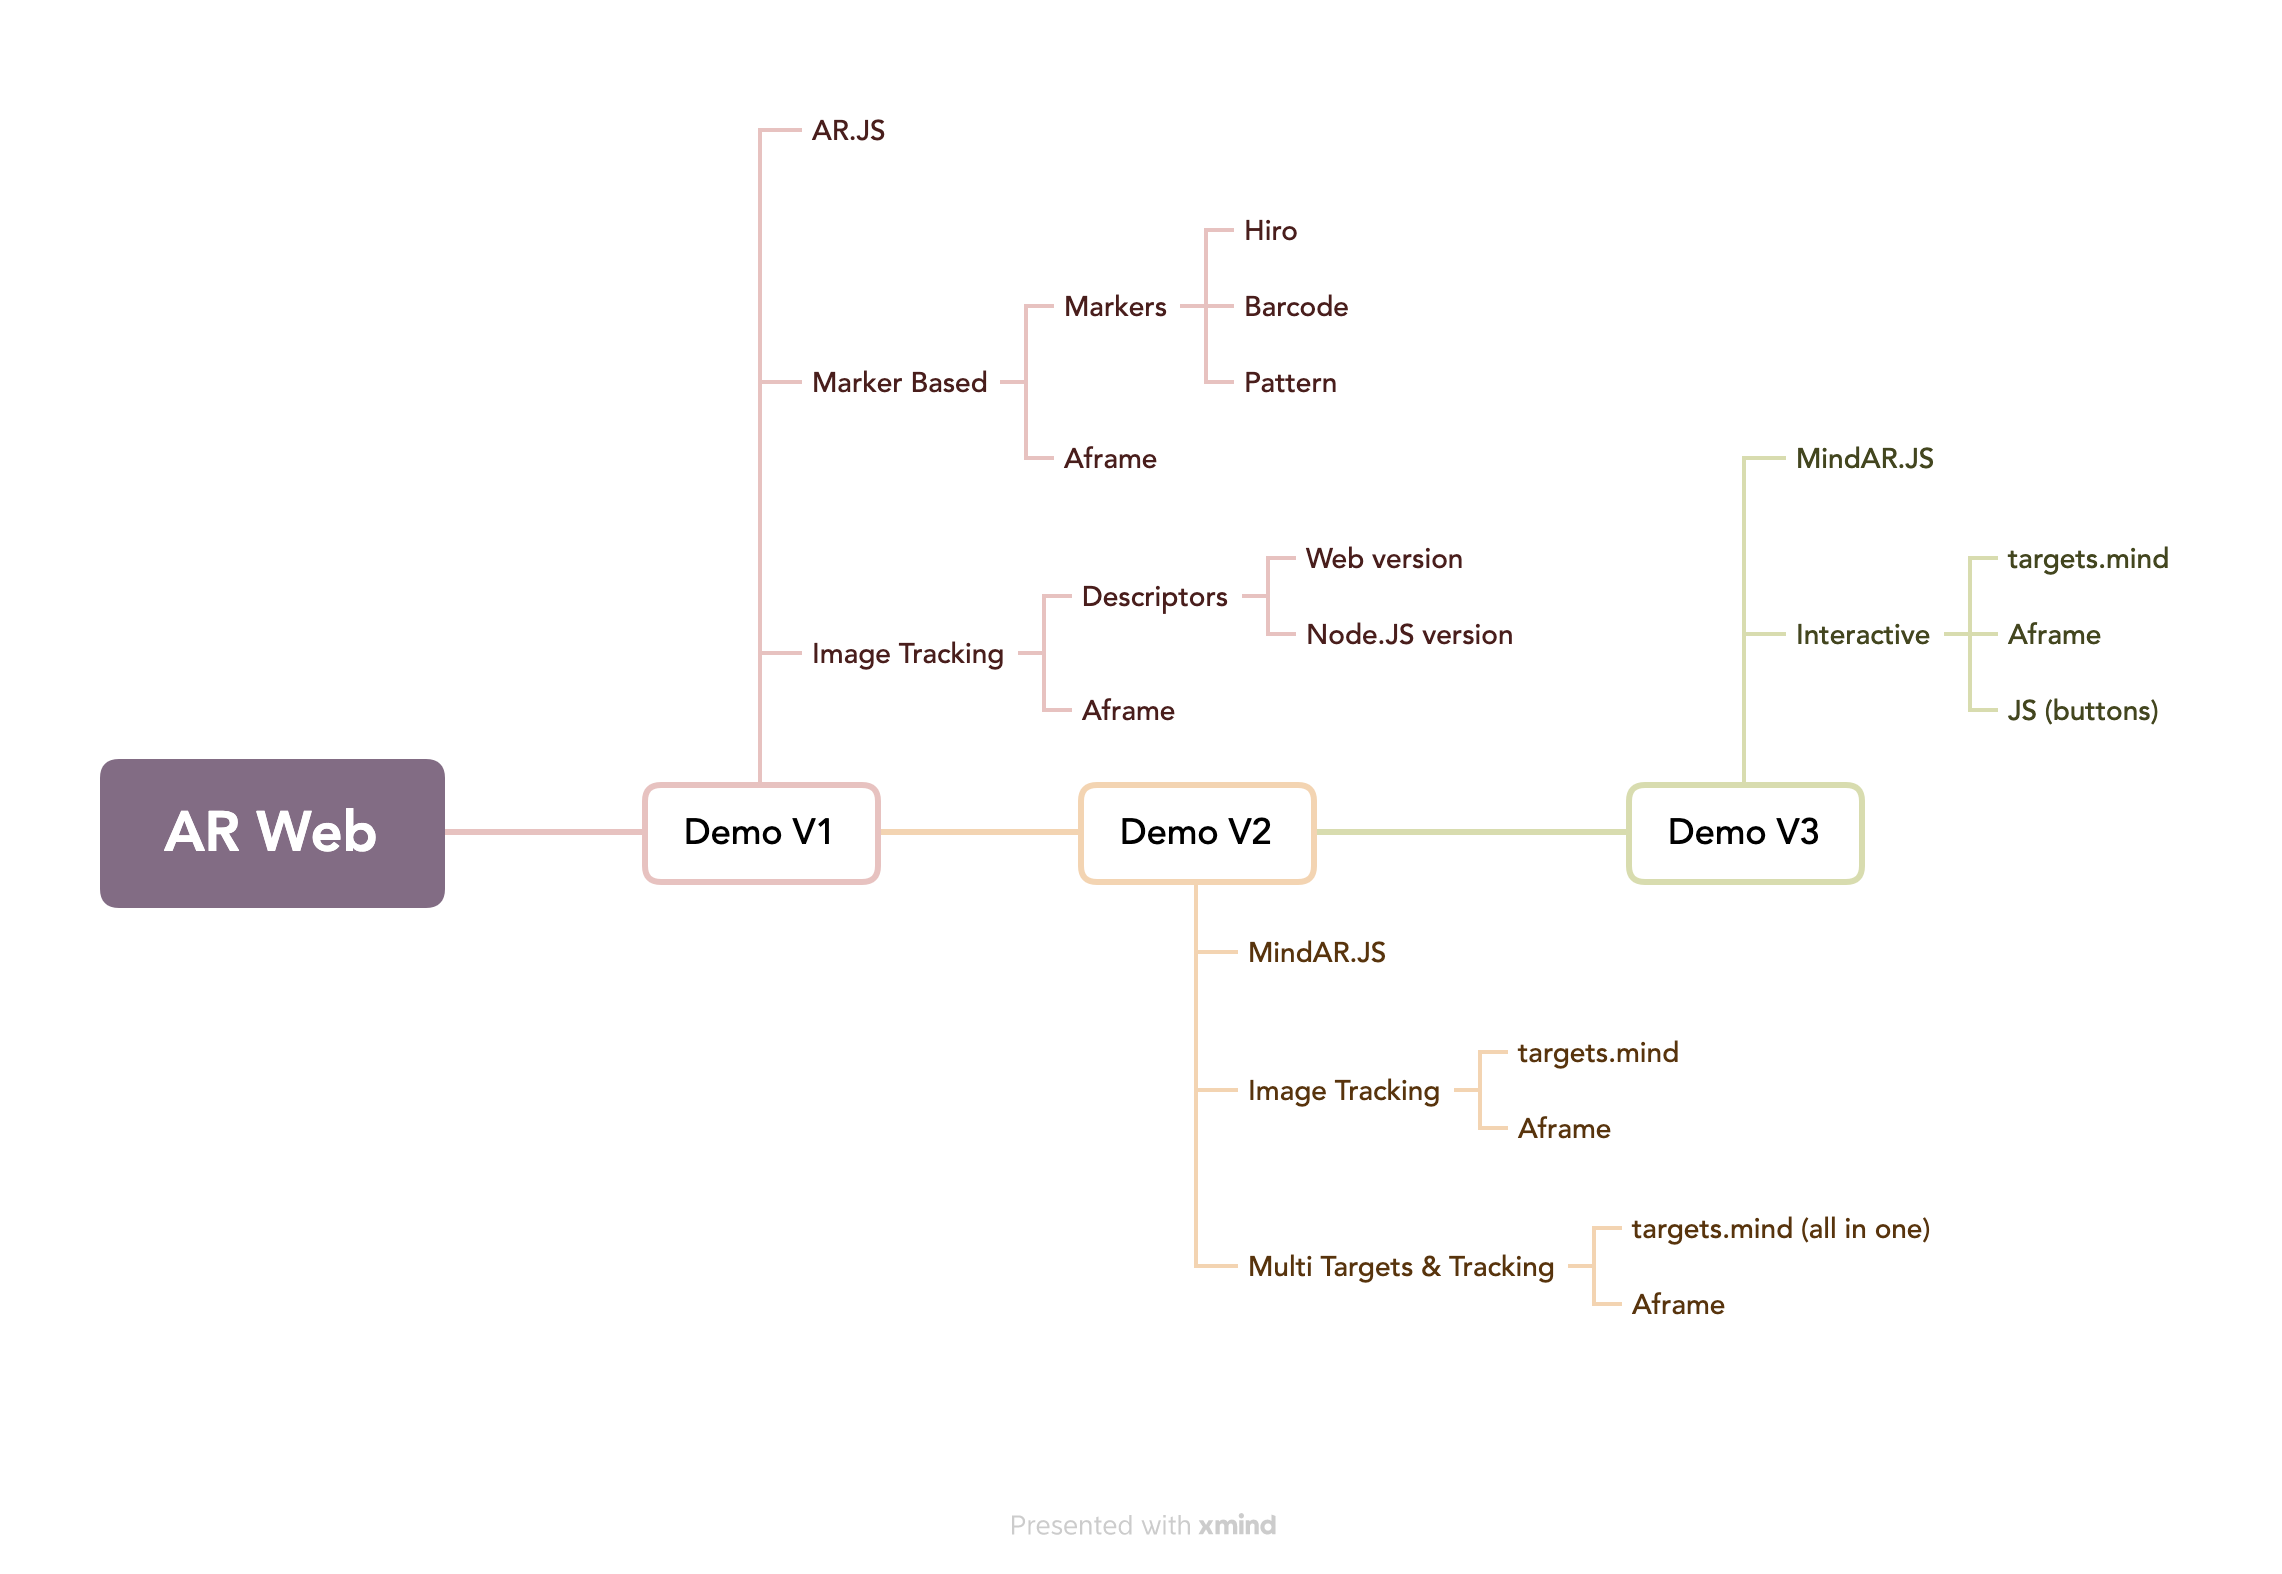 AR.JS
Hiro
Markers
Barcode
Marker Based
Pattern
Aframe
Web version
Descriptors
Node.JS version
Image Tracking
Aframe
MindAR.JS
targets.mind
Interactive
Aframe
JS (buttons)
AR Web
Demo V1
Demo V2
Demo V3
MindAR.JS
targets.mind
Image Tracking
Aframe
targets.mind (all in one)
Multi Targets & Tracking
Aframe
Presented with xmind